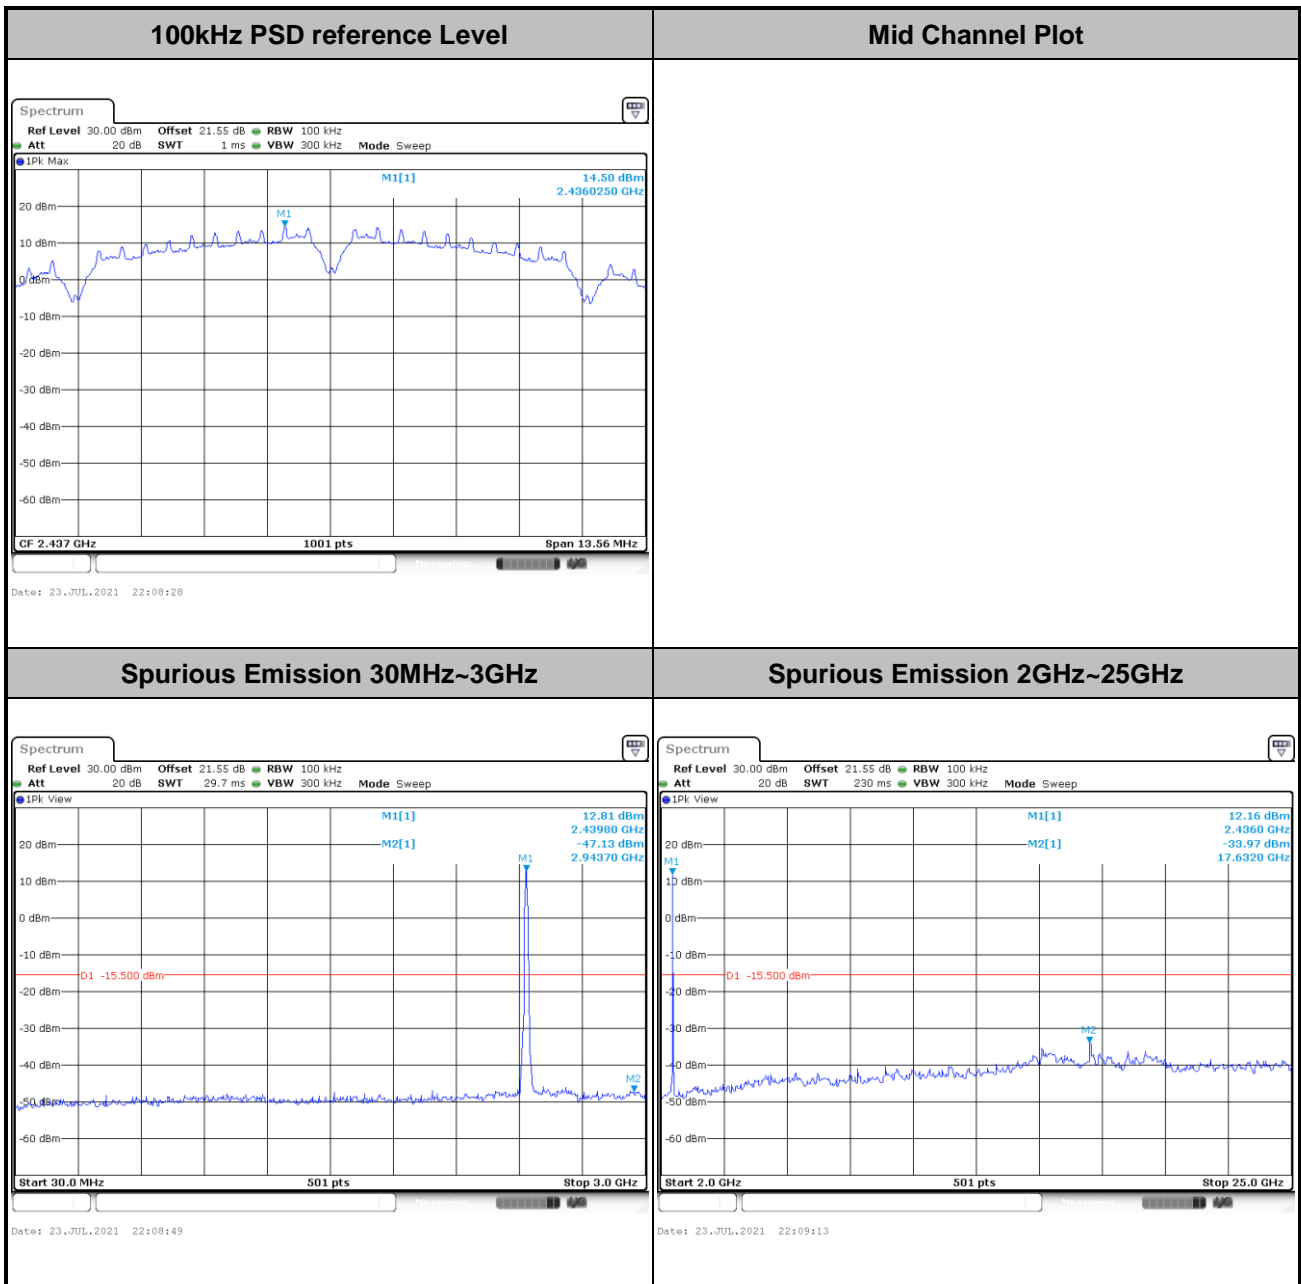 100kHz PSD reference Level
Mid Channel Plot
Spectrum
Ref Level 30.00 dBm Offset 21.55 dB RBW 100 kHz
Att 20 dB SWT 1 ms VBW 300 kHz Mode Sweep
1Pk Max
M1[1] 14.50 dBm
2.4360250 GHz
20 dBm
M1
10 dBm
0 dBm
-10 dBm
-20 dBm
-30 dBm
-40 dBm
-50 dBm
-60 dBm
CF 2.437 GHz 1001 pts Span 13.56 MHz
Measuring...
Date: 23.JUL.2021 22:08:28
Spurious Emission 30MHz~3GHz
Spurious Emission 2GHz~25GHz
Spectrum
Ref Level 30.00 dBm Offset 21.55 dB RBW 100 kHz
Att 20 dB SWT 29.7 ms VBW 300 kHz Mode Sweep
1Pk View
M1[1] 12.81 dBm
2.43980 GHz
M2[1] -47.13 dBm
2.94370 GHz
20 dBm
M1
10 dBm
0 dBm
-10 dBm
D1 -15.500 dBm
-20 dBm
-30 dBm
-40 dBm
M2
-50 dBm
-60 dBm
Start 30.0 MHz 501 pts Stop 3.0 GHz
Measuring...
Date: 23.JUL.2021 22:08:49
Spectrum
Ref Level 30.00 dBm Offset 21.55 dB RBW 100 kHz
Att 20 dB SWT 230 ms VBW 300 kHz Mode Sweep
1Pk View
M1[1] 12.16 dBm
2.4360 GHz
M2[1] -33.97 dBm
17.6320 GHz
20 dBm
M1
10 dBm
0 dBm
-10 dBm
D1 -15.500 dBm
-20 dBm
-30 dBm
M2
-40 dBm
-50 dBm
-60 dBm
Start 2.0 GHz 501 pts Stop 25.0 GHz
Measuring...
Date: 23.JUL.2021 22:09:13